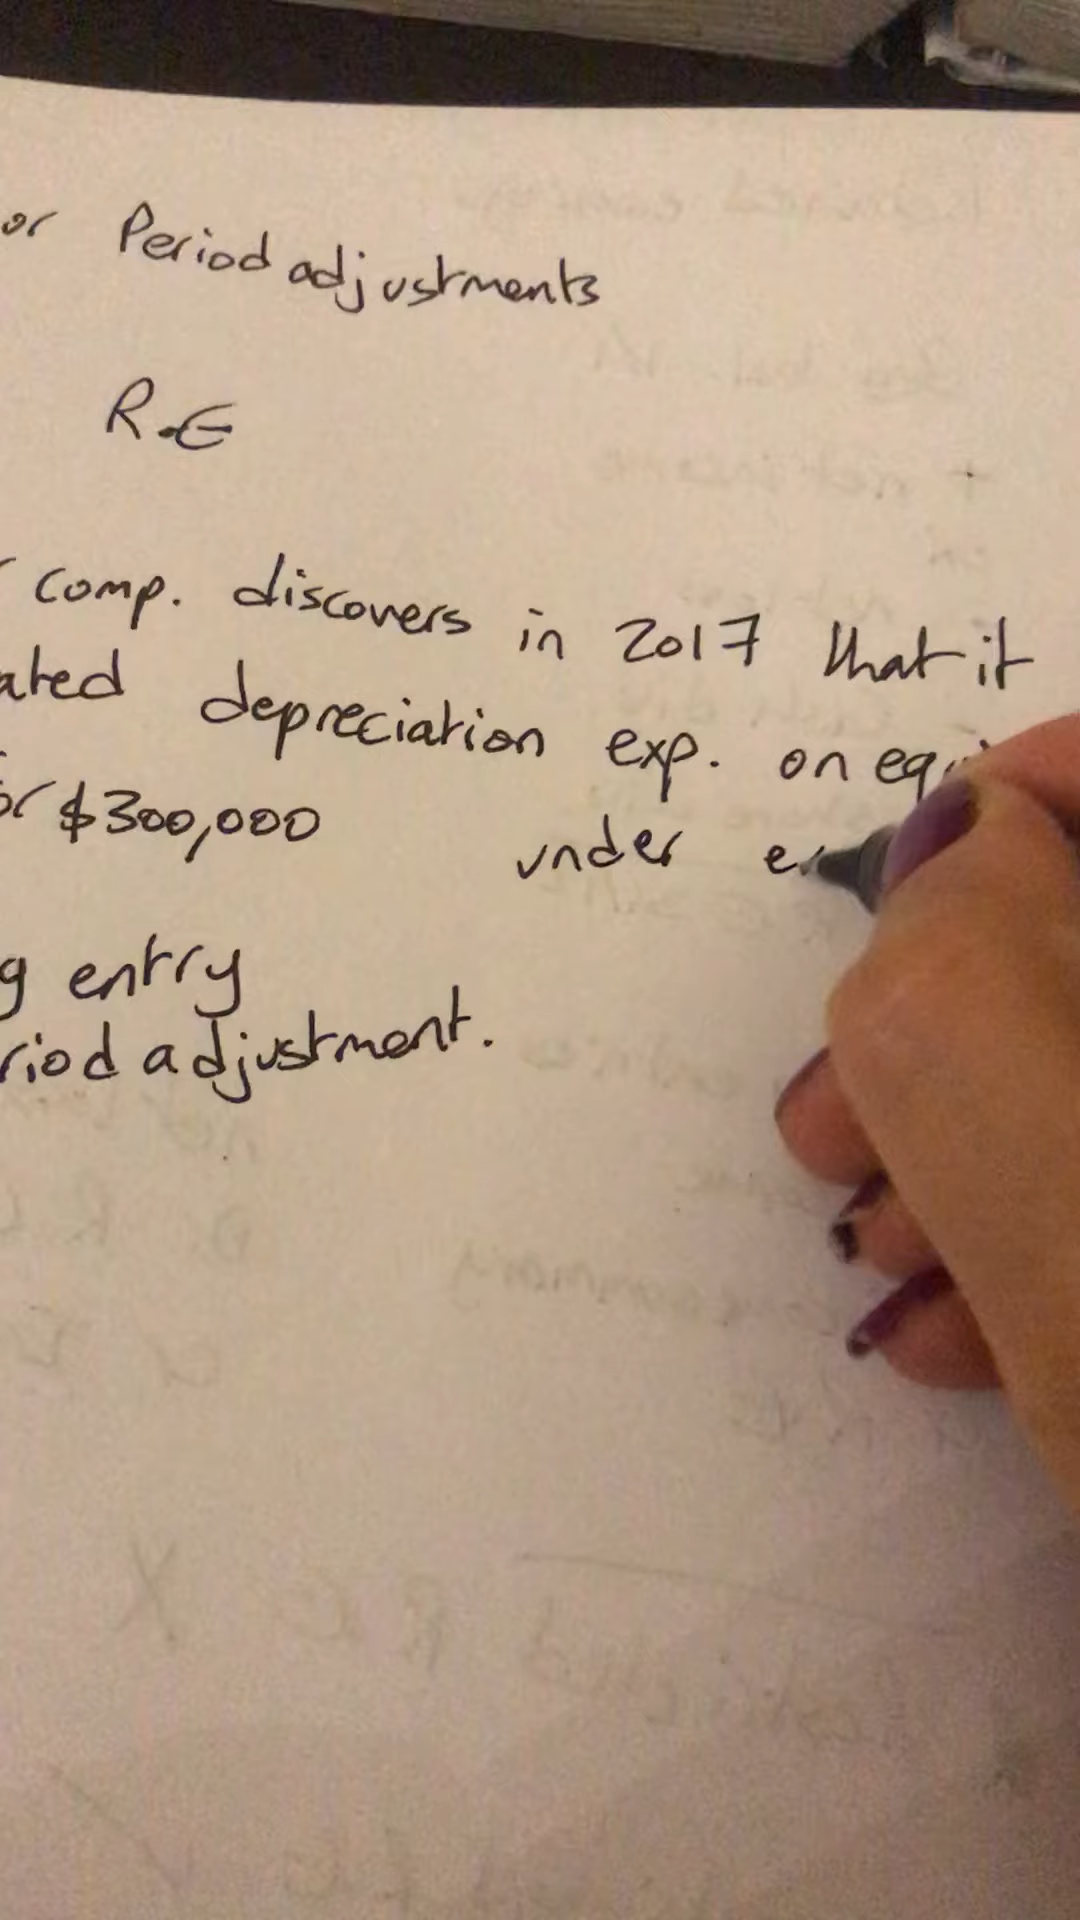 or Period adjustments
R.E
comp. discovers in 2017 that it
ated depreciation exp. on equi
or $300,000 under e
g entry
riod adjustment.